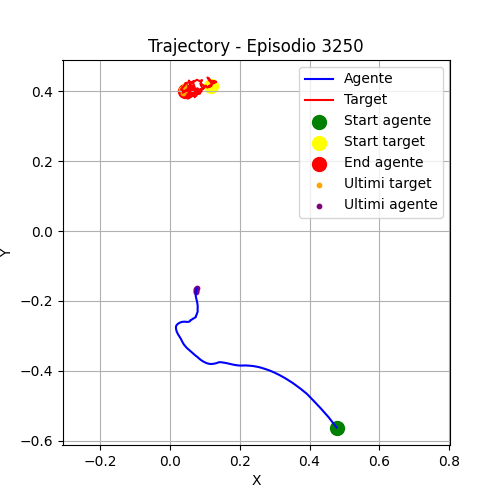 Trajectory - Episodio 3250
Agente
Target
Start agente
Start target
End agente
Ultimi target
Ultimi agente
0.4
0.2
0.0
−0.2
−0.4
−0.6
Y
−0.2
0.0
0.2
0.4
0.6
0.8
X